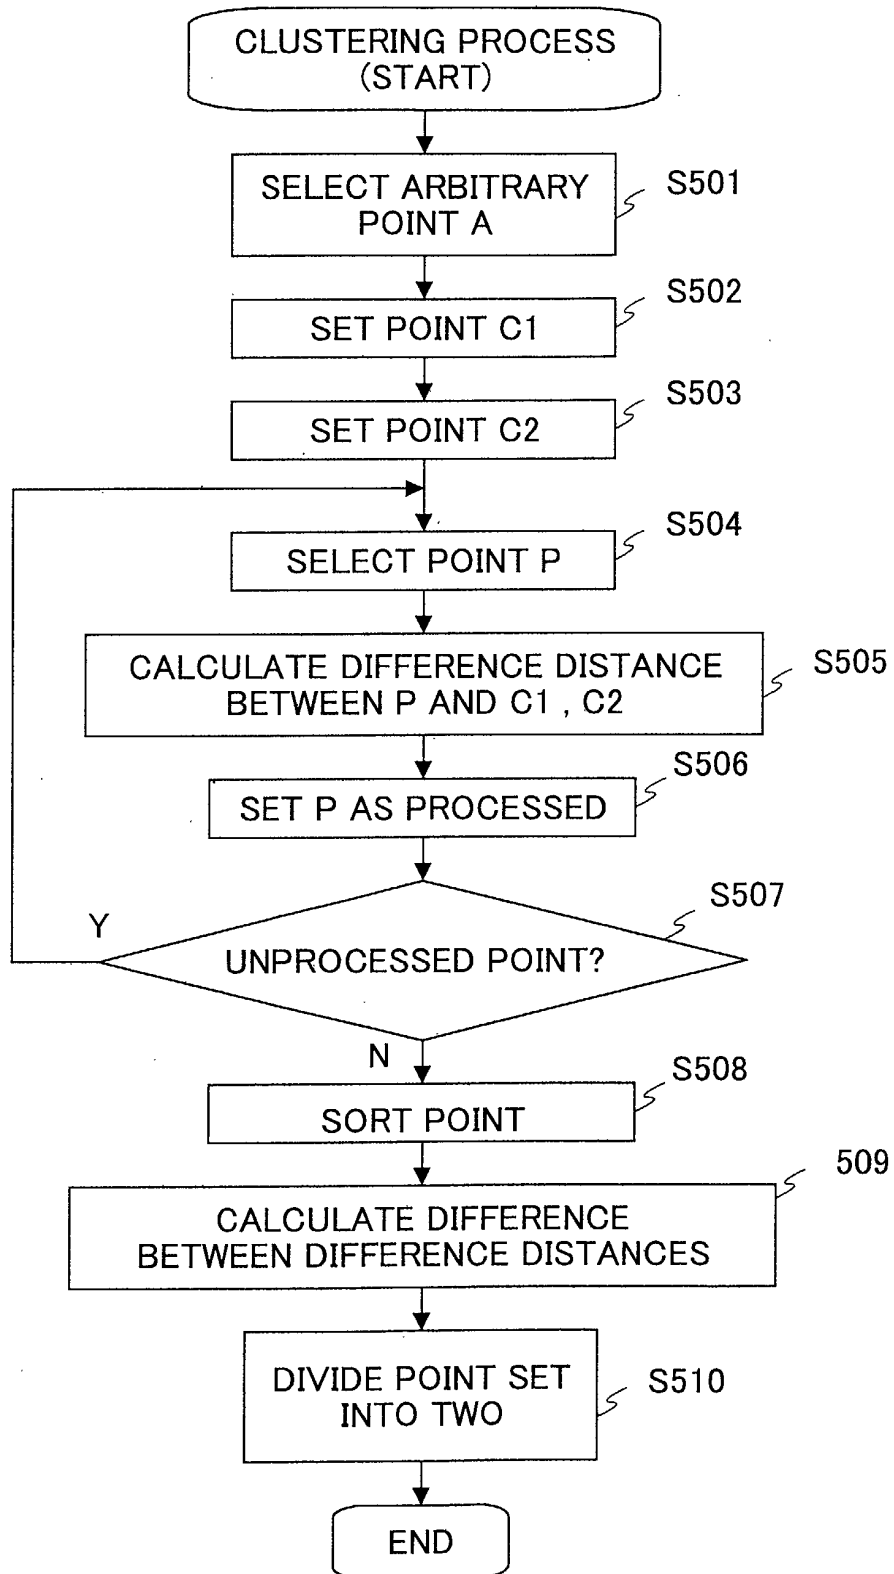 CLUSTERING PROCESS
(START)
SELECT ARBITRARY
POINT A
S501
SET POINT C1
S502
SET POINT C2
S503
SELECT POINT P
S504
CALCULATE DIFFERENCE DISTANCE
BETWEEN P AND C1 , C2
S505
SET P AS PROCESSED
S506
UNPROCESSED POINT?
S507
Y
N
SORT POINT
S508
CALCULATE DIFFERENCE
BETWEEN DIFFERENCE DISTANCES
509
DIVIDE POINT SET
INTO TWO
S510
END